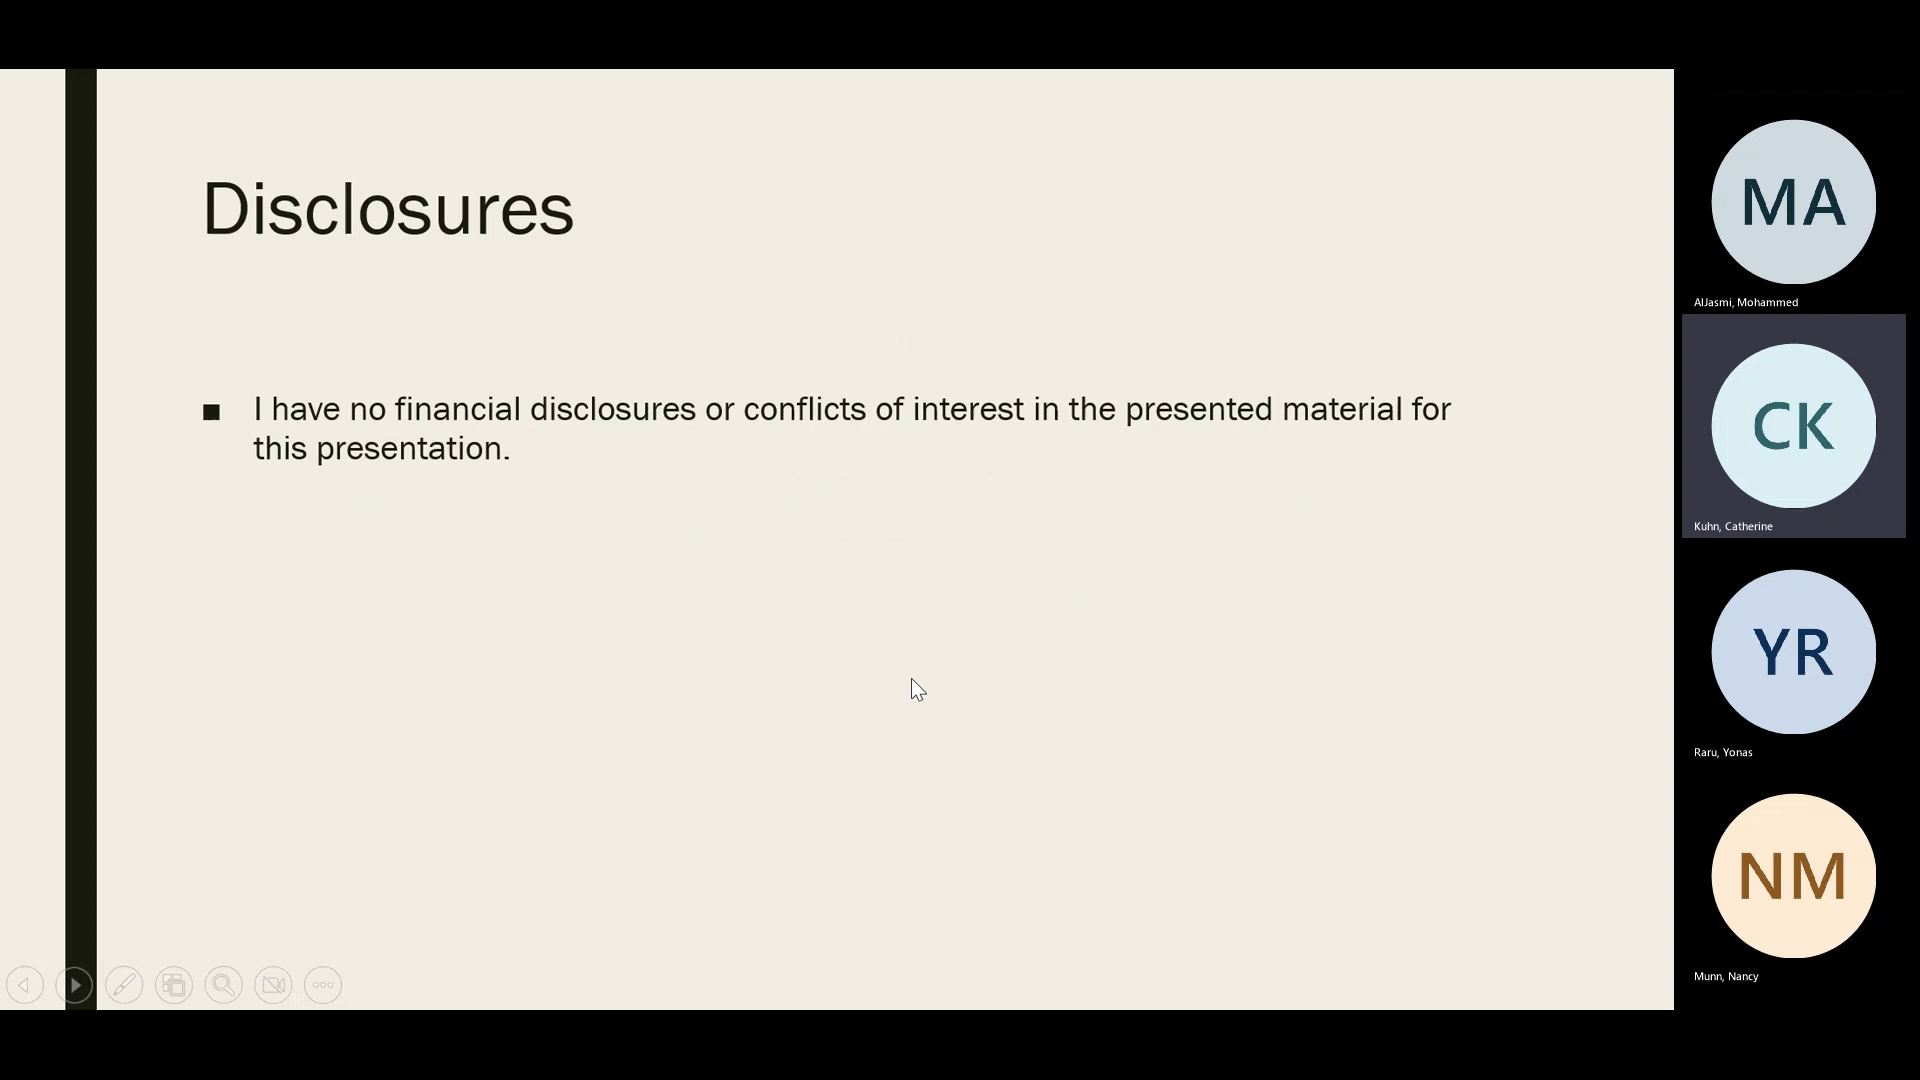 Disclosures
■ I have no financial disclosures or conflicts of interest in the presented material for
this presentation.
MA
AlJasmi, Mohammed
CK
Kuhn, Catherine
YR
Raru, Yonas
NM
Munn, Nancy